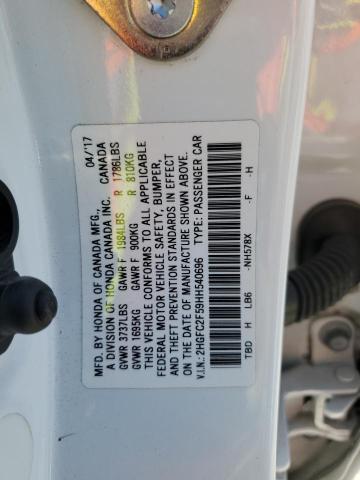 MFD. BY HONDA OF CANADA MFG., 04/'17
A DIVISION OF HONDA CANADA INC. CANADA
GVWR 3737LBS GAWR F 1984LBS R 1786LBS
GVWR 1695KG GAWR F 900KG R 810KG
THIS VEHICLE CONFORMS TO ALL APPLICABLE
FEDERAL MOTOR VEHICLE SAFETY, BUMPER,
AND THEFT PREVENTION STANDARDS IN EFFECT
ON THE DATE OF MANUFACTURE SHOWN ABOVE.
V.I.N.: 2HGFC2F59HH540696 TYPE: PASSENGER CAR
TBD H LB6 -NH578X -F -H